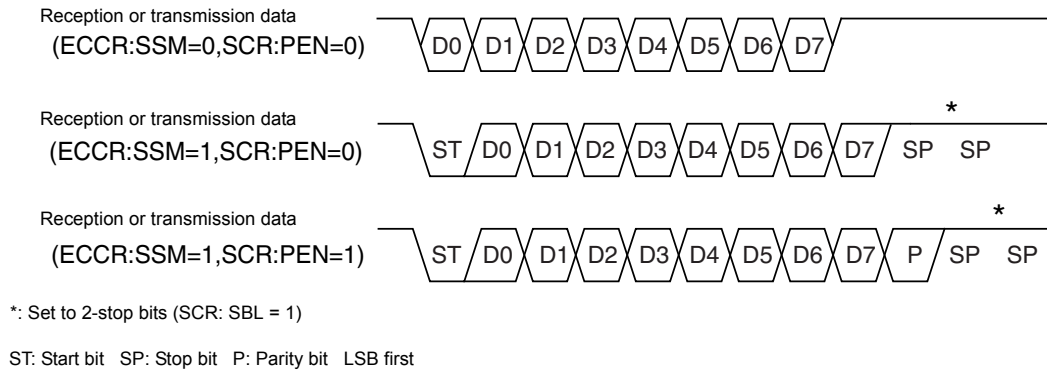 Reception or transmission data
(ECCR:SSM=0,SCR:PEN=0)
D0 D1 D2 D3 D4 D5 D6 D7
*
Reception or transmission data
(ECCR:SSM=1,SCR:PEN=0)
ST D0 D1 D2 D3 D4 D5 D6 D7 SP SP
*
Reception or transmission data
(ECCR:SSM=1,SCR:PEN=1)
ST D0 D1 D2 D3 D4 D5 D6 D7 P SP SP
*: Set to 2-stop bits (SCR: SBL = 1)
ST: Start bit SP: Stop bit P: Parity bit LSB first